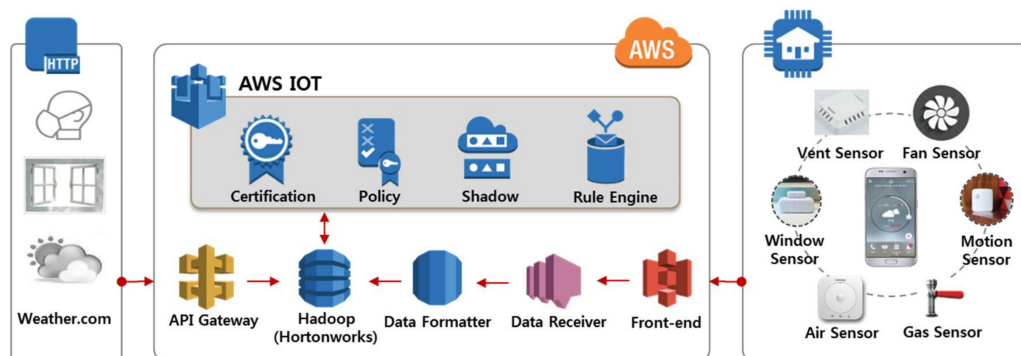 HTTP
Weather.com
AWS
AWS IOT
Certification
Policy
Shadow
Rule Engine
API Gateway
Hadoop
(Hortonworks)
Data Formatter
Data Receiver
Front-end
Vent Sensor
Fan Sensor
Window
Sensor
Motion
Sensor
Air Sensor
Gas Sensor